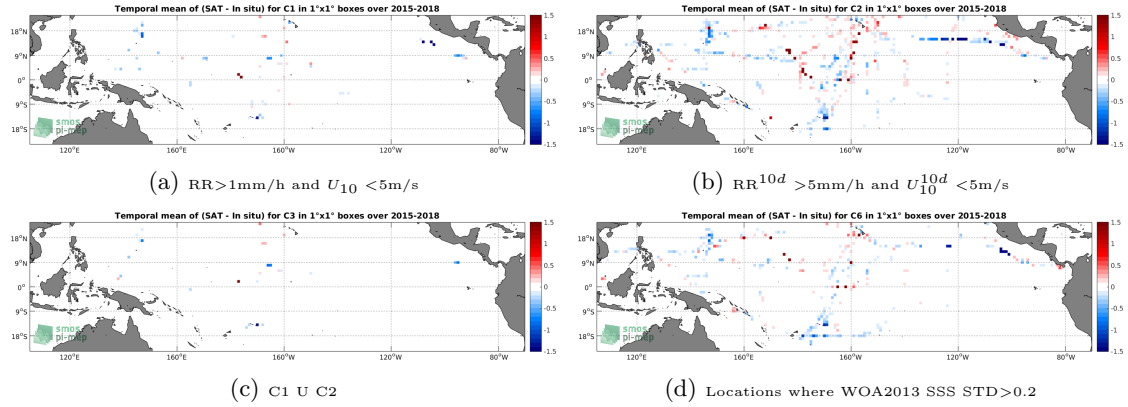 Temporal mean of (SAT - In situ) for C1 in 1°x1° boxes over 2015-2018
18°N
9°N
0°
9°S
18°S
120°E 160°E 160°W 120°W 80°W
1.5
1
0.5
0
-0.5
-1
-1.5
smos
pi-mep
(a) RR>1mm/h and U10 <5m/s
Temporal mean of (SAT - In situ) for C2 in 1°x1° boxes over 2015-2018
18°N
9°N
0°
9°S
18°S
120°E 160°E 160°W 120°W 80°W
1.5
1
0.5
0
-0.5
-1
-1.5
smos
pi-mep
(b) RR10d >5mm/h and U10 10d <5m/s
Temporal mean of (SAT - In situ) for C3 in 1°x1° boxes over 2015-2018
18°N
9°N
0°
9°S
18°S
120°E 160°E 160°W 120°W 80°W
1.5
1
0.5
0
-0.5
-1
-1.5
smos
pi-mep
(c) C1 U C2
Temporal mean of (SAT - In situ) for C6 in 1°x1° boxes over 2015-2018
18°N
9°N
0°
9°S
18°S
120°E 160°E 160°W 120°W 80°W
1.5
1
0.5
0
-0.5
-1
-1.5
smos
pi-mep
(d) Locations where WOA2013 SSS STD>0.2